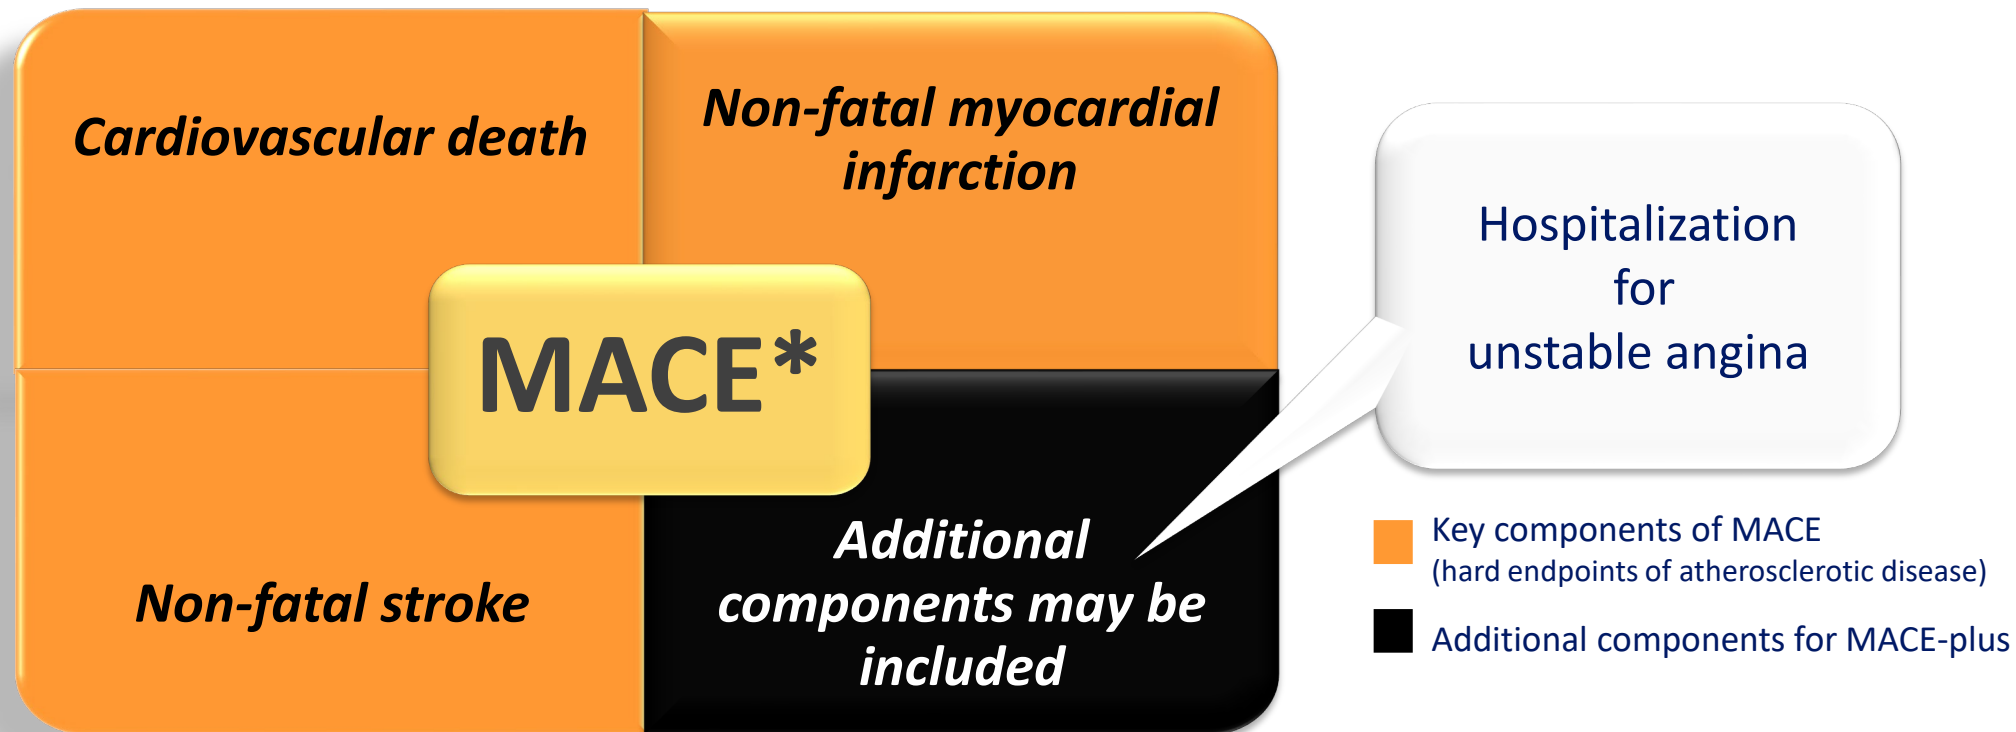 Cardiovascular death
Non-fatal myocardial
infarction
MACE*
Non-fatal stroke
Additional
components may be
included
Hospitalization
for
unstable angina
Key components of MACE
(hard endpoints of atherosclerotic disease)
Additional components for MACE-plus